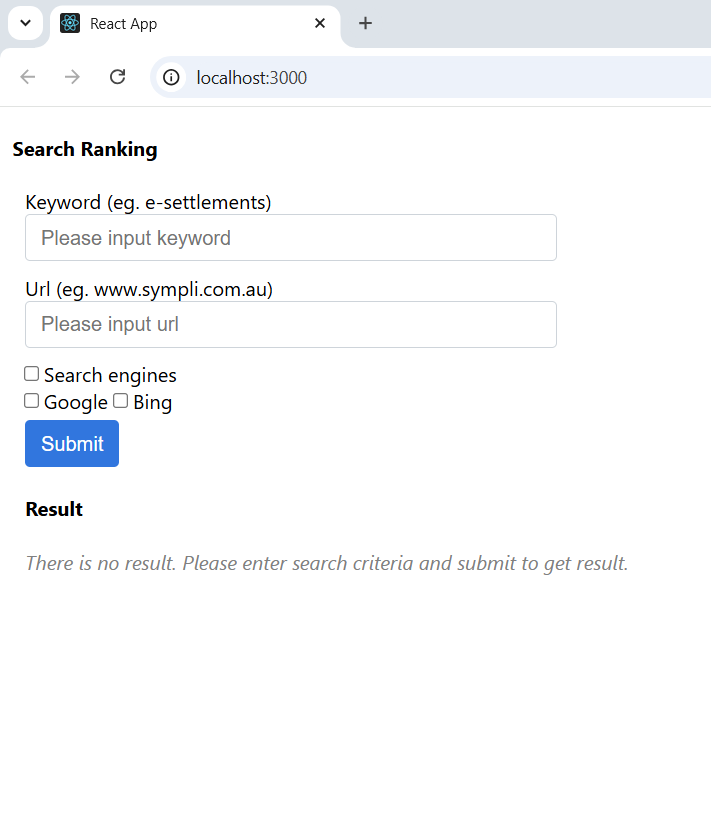 React App
localhost:3000
Search Ranking
Keyword (eg. e-settlements)
Please input keyword
Url (eg. www.sympli.com.au)
Please input url
Search engines
Google Bing
Submit
Result
There is no result. Please enter search criteria and submit to get result.